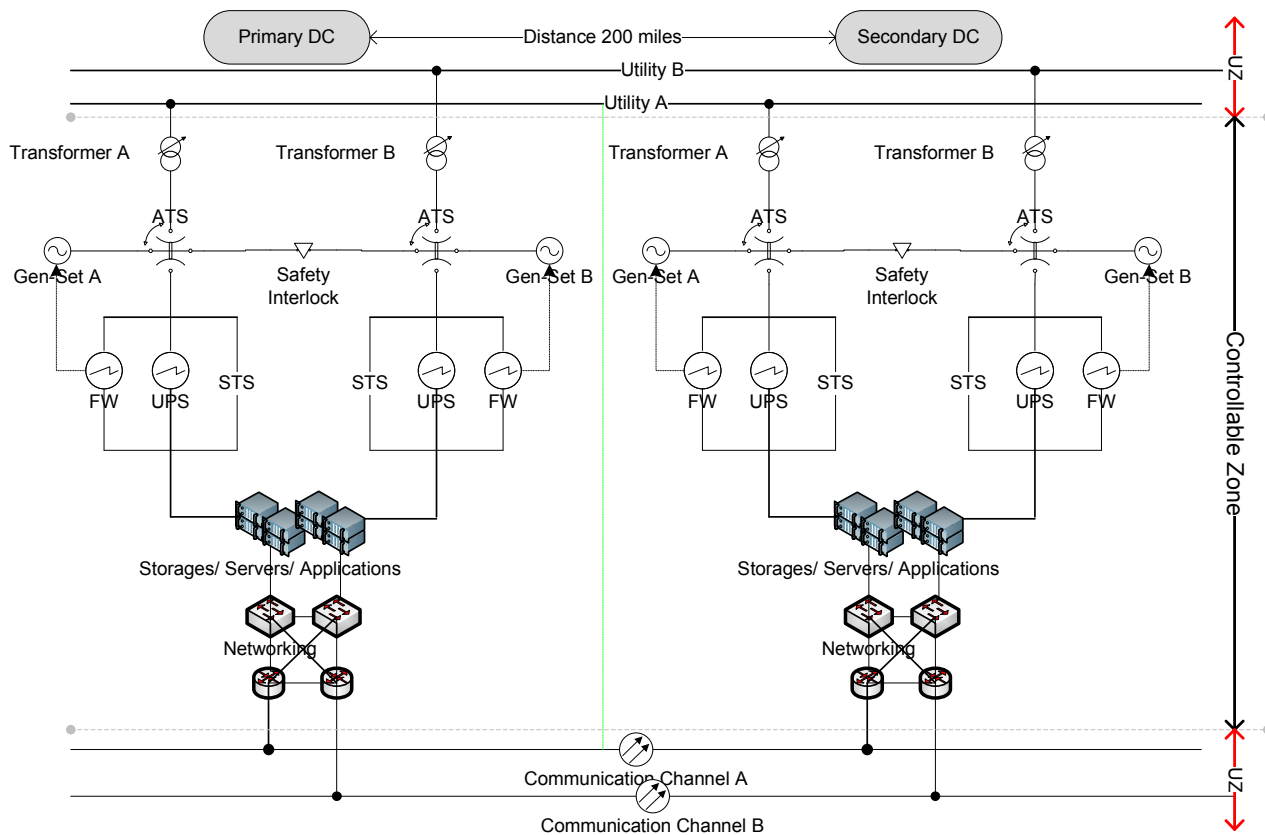 Primary DC
Distance 200 miles
Secondary DC
UZ
Utility B
Utility A
Transformer A
Transformer B
Transformer A
Transformer B
ATS
ATS
ATS
ATS
Gen-Set A
Safety
Interlock
Gen-Set B
Gen-Set A
Safety
Interlock
Gen-Set B
FW
UPS
STS
STS
UPS
FW
FW
UPS
STS
STS
UPS
FW
Controllable Zone
Storages/ Servers/ Applications
Storages/ Servers/ Applications
Networking
Networking
Communication Channel A
UZ
Communication Channel B